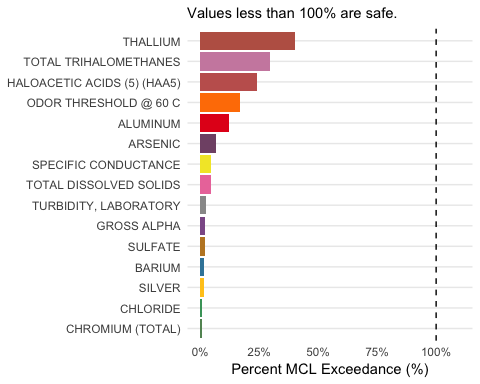 Values less than 100% are safe.
THALLIUM
TOTAL TRIHALOMETHANES
HALOACETIC ACIDS (5) (HAA5)
ODOR THRESHOLD @ 60 C
ALUMINUM
ARSENIC
SPECIFIC CONDUCTANCE
TOTAL DISSOLVED SOLIDS
TURBIDITY, LABORATORY
GROSS ALPHA
SULFATE
BARIUM
SILVER
CHLORIDE
CHROMIUM (TOTAL)
0% 25% 50% 75% 100%
Percent MCL Exceedance (%)